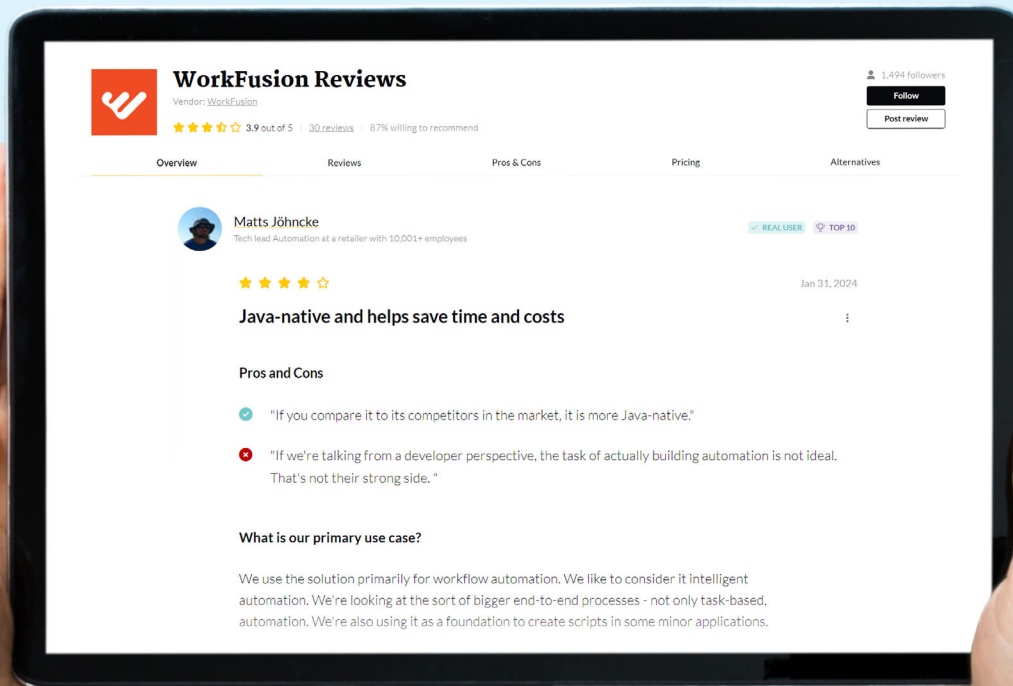 WorkFusion Reviews
Vendor: WorkFusion
3.9 out of 5 | 30 reviews | 87% willing to recommend
1,494 followers
Follow
Post review
Overview Reviews Pros & Cons Pricing Alternatives
Matts Jöhncke
Tech lead Automation at a retailer with 10,001+ employees
REAL USER TOP 10
Jan 31, 2024
Java-native and helps save time and costs
Pros and Cons
"If you compare it to its competitors in the market, it is more Java-native."
"If we're talking from a developer perspective, the task of actually building automation is not ideal.
That's not their strong side. "
What is our primary use case?
We use the solution primarily for workflow automation. We like to consider it intelligent
automation. We're looking at the sort of bigger end-to-end processes - not only task-based,
automation. We're also using it as a foundation to create scripts in some minor applications.